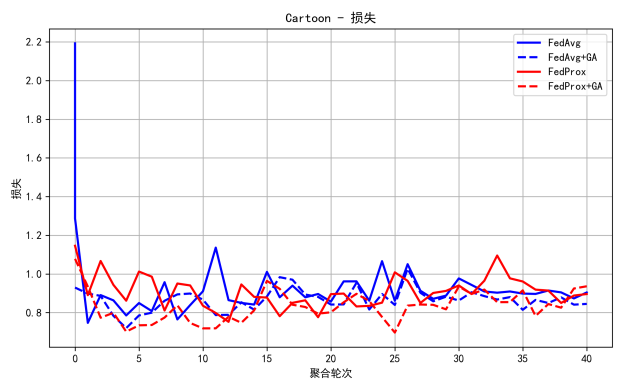 Cartoon - 损失
2.2
2.0
1.8
1.6
1.4
1.2
1.0
0.8
损失
0 5 10 15 20 25 30 35 40
聚合轮次
FedAvg
FedAvg+GA
FedProx
FedProx+GA